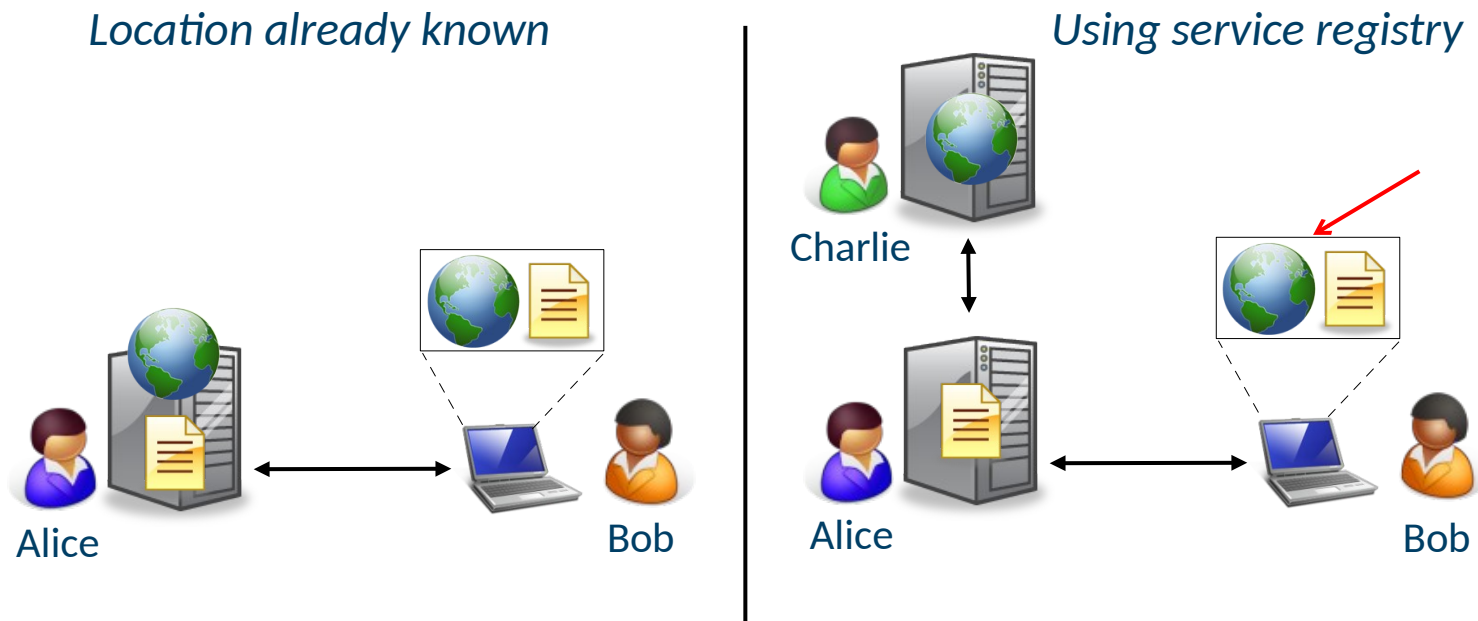 Location already known
Using service registry
Charlie
Alice
Bob
Alice
Bob